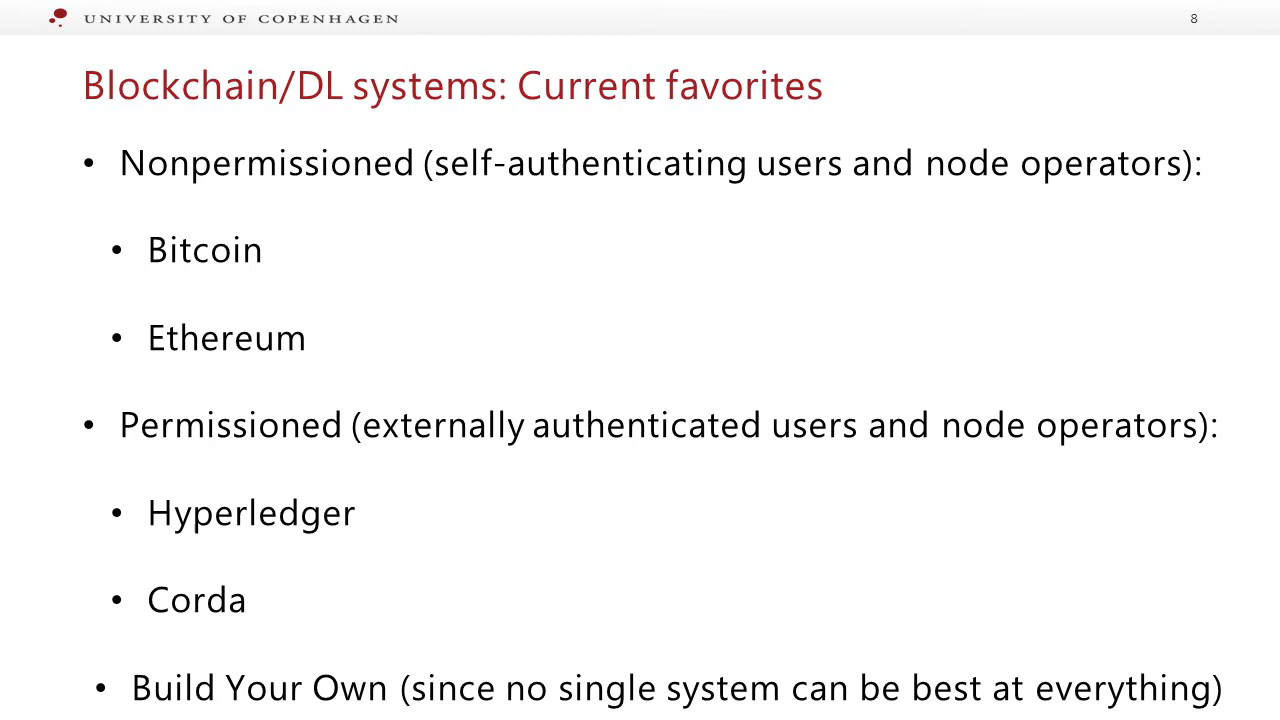 UNIVERSITY OF COPENHAGEN
8
Blockchain/DL systems: Current favorites
• Nonpermissioned (self-authenticating users and node operators):
• Bitcoin
• Ethereum
• Permissioned (externally authenticated users and node operators):
• Hyperledger
• Corda
• Build Your Own (since no single system can be best at everything)